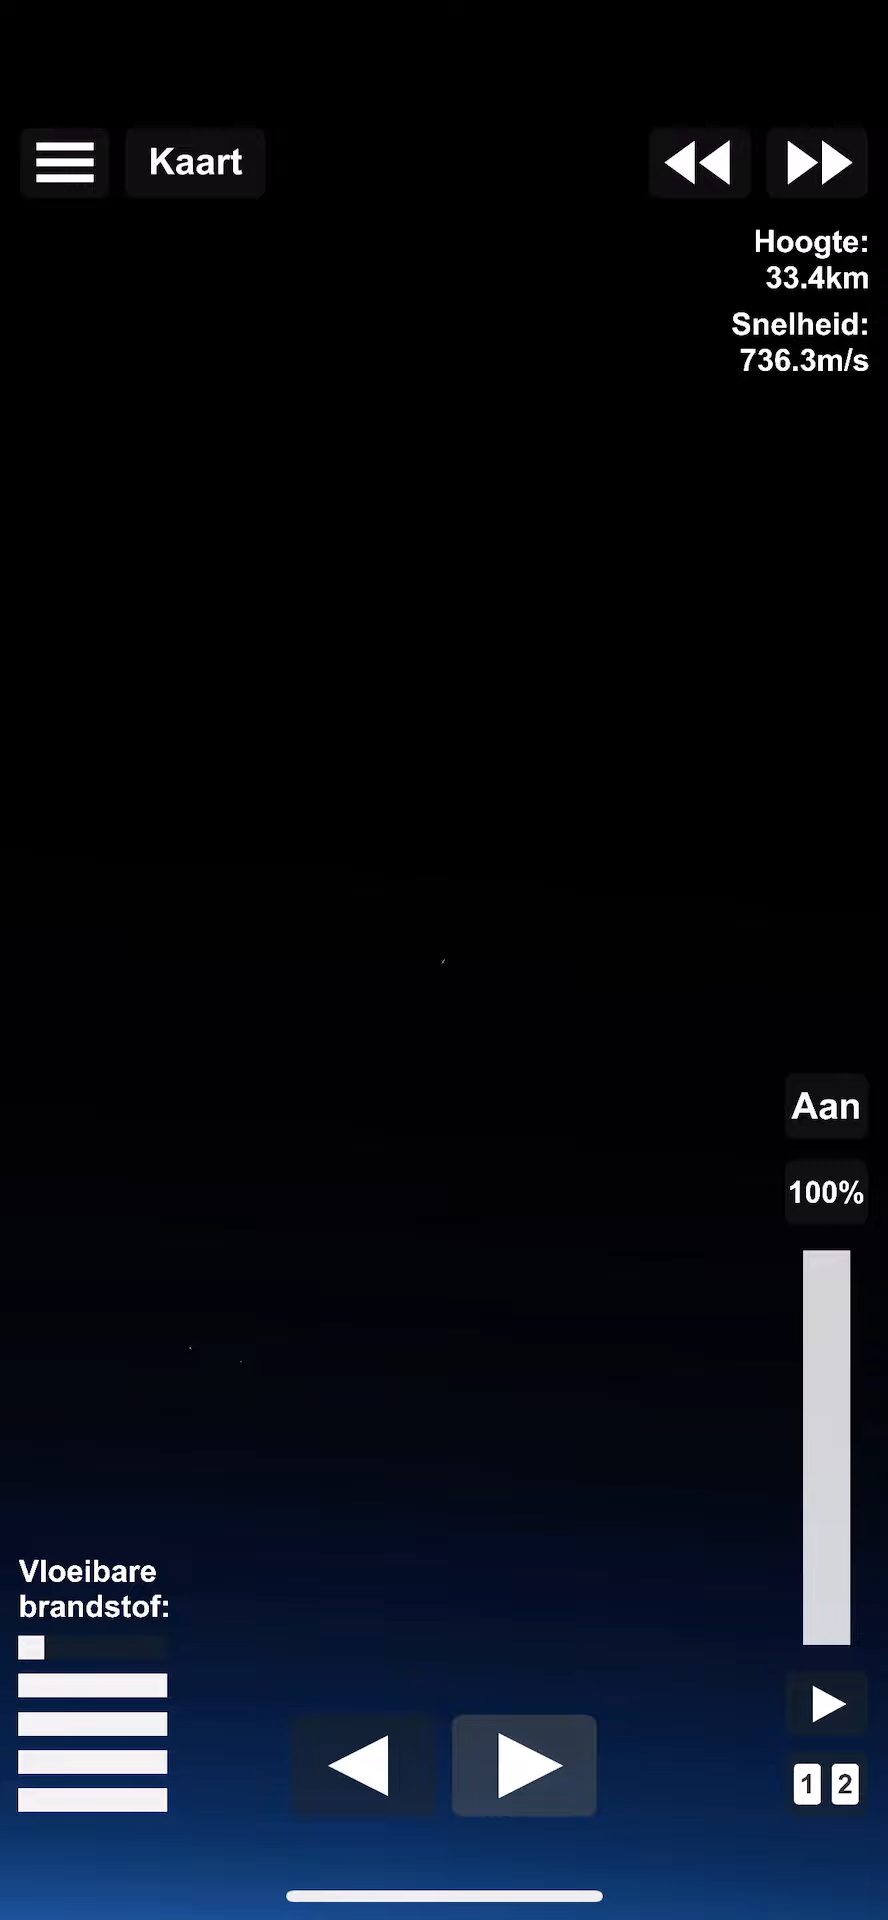 Kaart
Hoogte:
33.4km
Snelheid:
736.3m/s
Aan
100%
Vloeibare
brandstof:
1 2